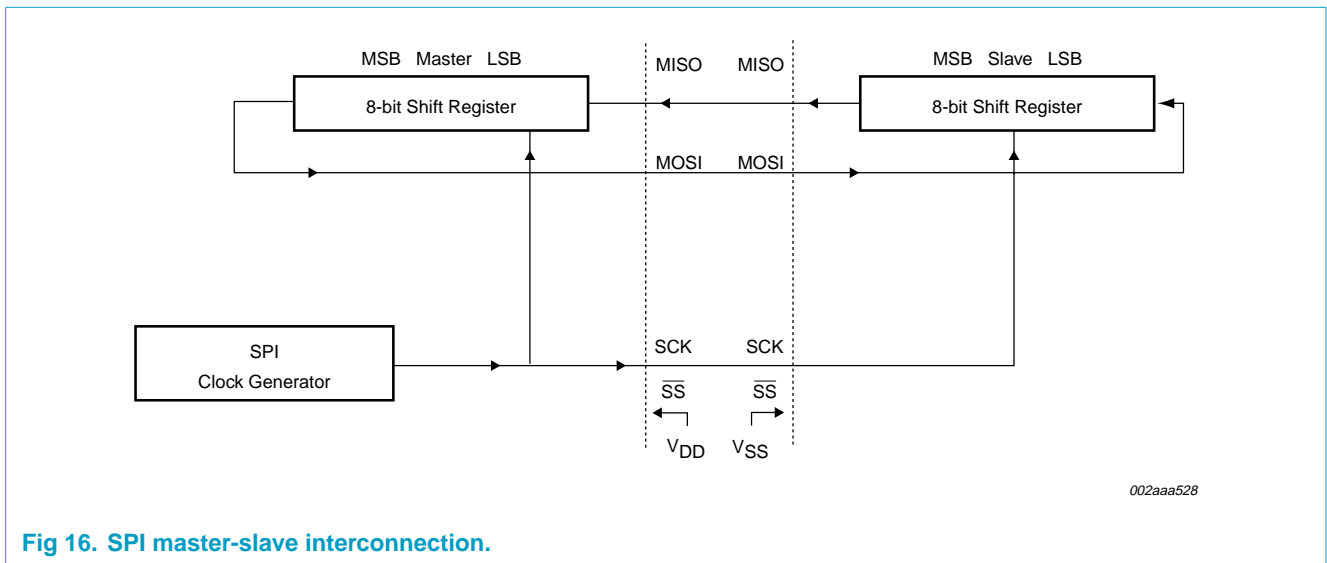 MSB Master LSB
8-bit Shift Register
MISO MISO
MSB Slave LSB
8-bit Shift Register
MOSI MOSI
SPI
Clock Generator
SCK SCK
SS SS
VDD VSS
002aaa528
Fig 16. SPI master-slave interconnection.